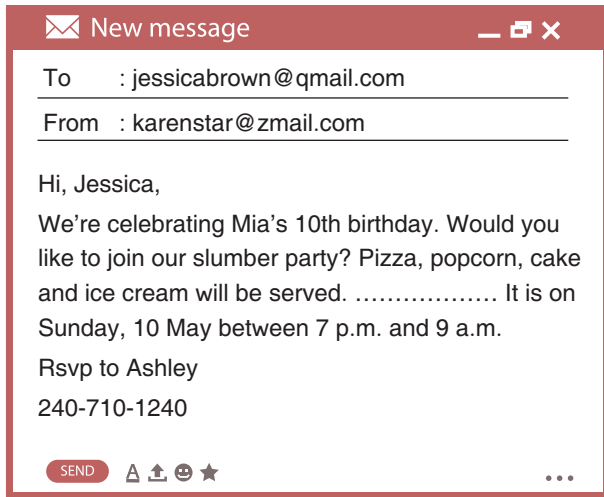 New message
To : jessicabrown@qmail.com
From : karenstar@zmail.com
Hi, Jessica,
We're celebrating Mia's 10th birthday. Would you
like to join our slumber party? Pizza, popcorn, cake
and ice cream will be served. .................. It is on
Sunday, 10 May between 7 p.m. and 9 a.m.
Rsvp to Ashley
240-710-1240
SEND A